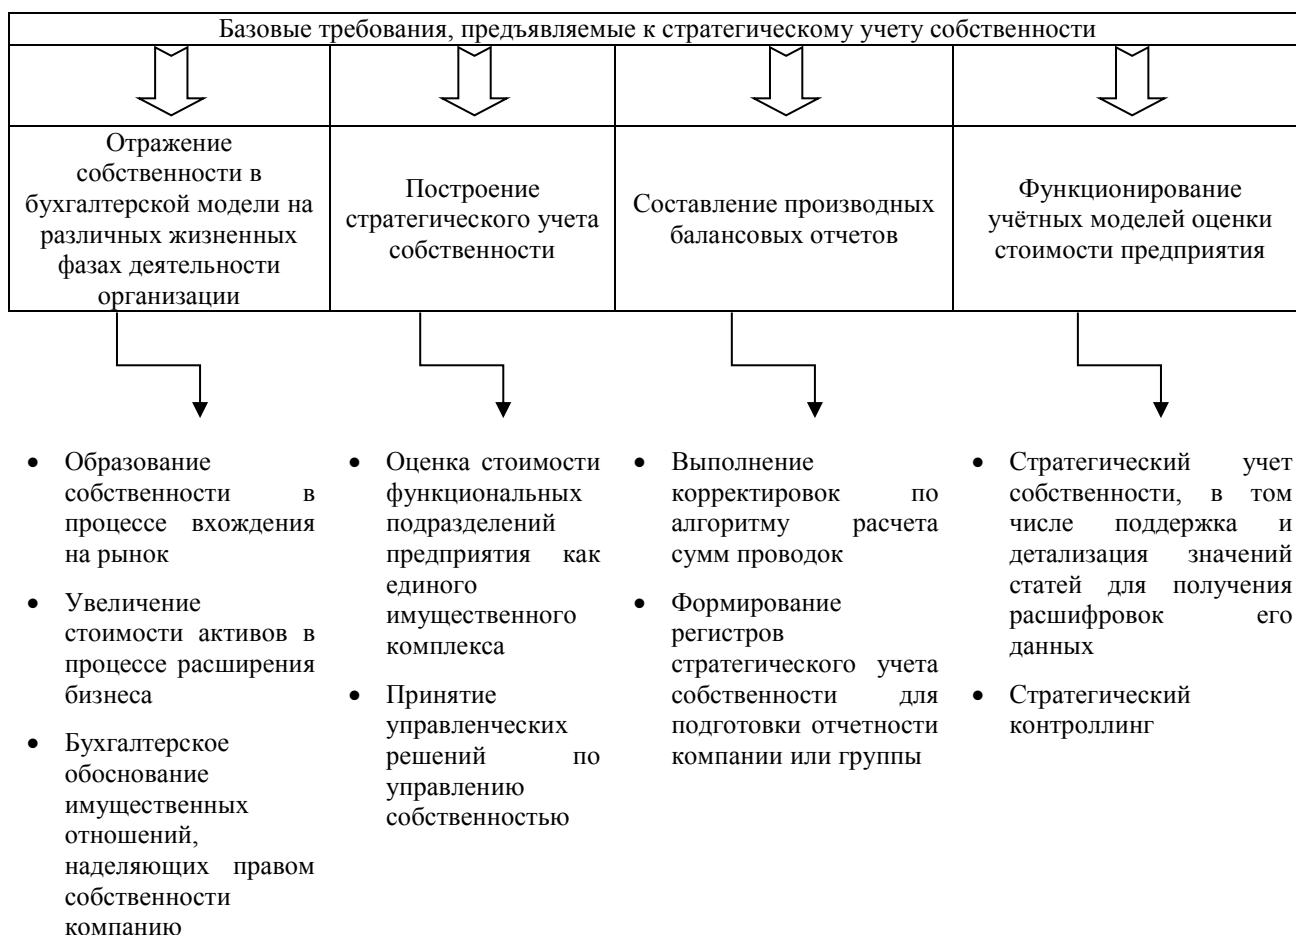 Базовые требования, предъявляемые к стратегическому учету собственности
Отражение
собственности в
бухгалтерской модели на
различных жизненных
фазах деятельности
организации
Построение
стратегического учета
собственности
Составление производных
балансовых отчетов
Функционирование
учётных моделей оценки
стоимости предприятия
• Образование
собственности в
процессе вхождения
на рынок
• Увеличение
стоимости активов в
процессе расширения
бизнеса
• Бухгалтерское
обоснование
имущественных
отношений,
наделяющих правом
собственности
компанию
• Оценка стоимости
функциональных
подразделений
предприятия как
единого
имущественного
комплекса
• Принятие
управленческих
решений по
управлению
собственностью
• Выполнение
корректировок по
алгоритму расчета
сумм проводок
• Формирование
регистров
стратегического учета
собственности для
подготовки отчетности
компании или группы
• Стратегический учет
собственности, в том
числе поддержка и
детализация значений
статей для получения
расшифровок его
данных
• Стратегический
контроллинг